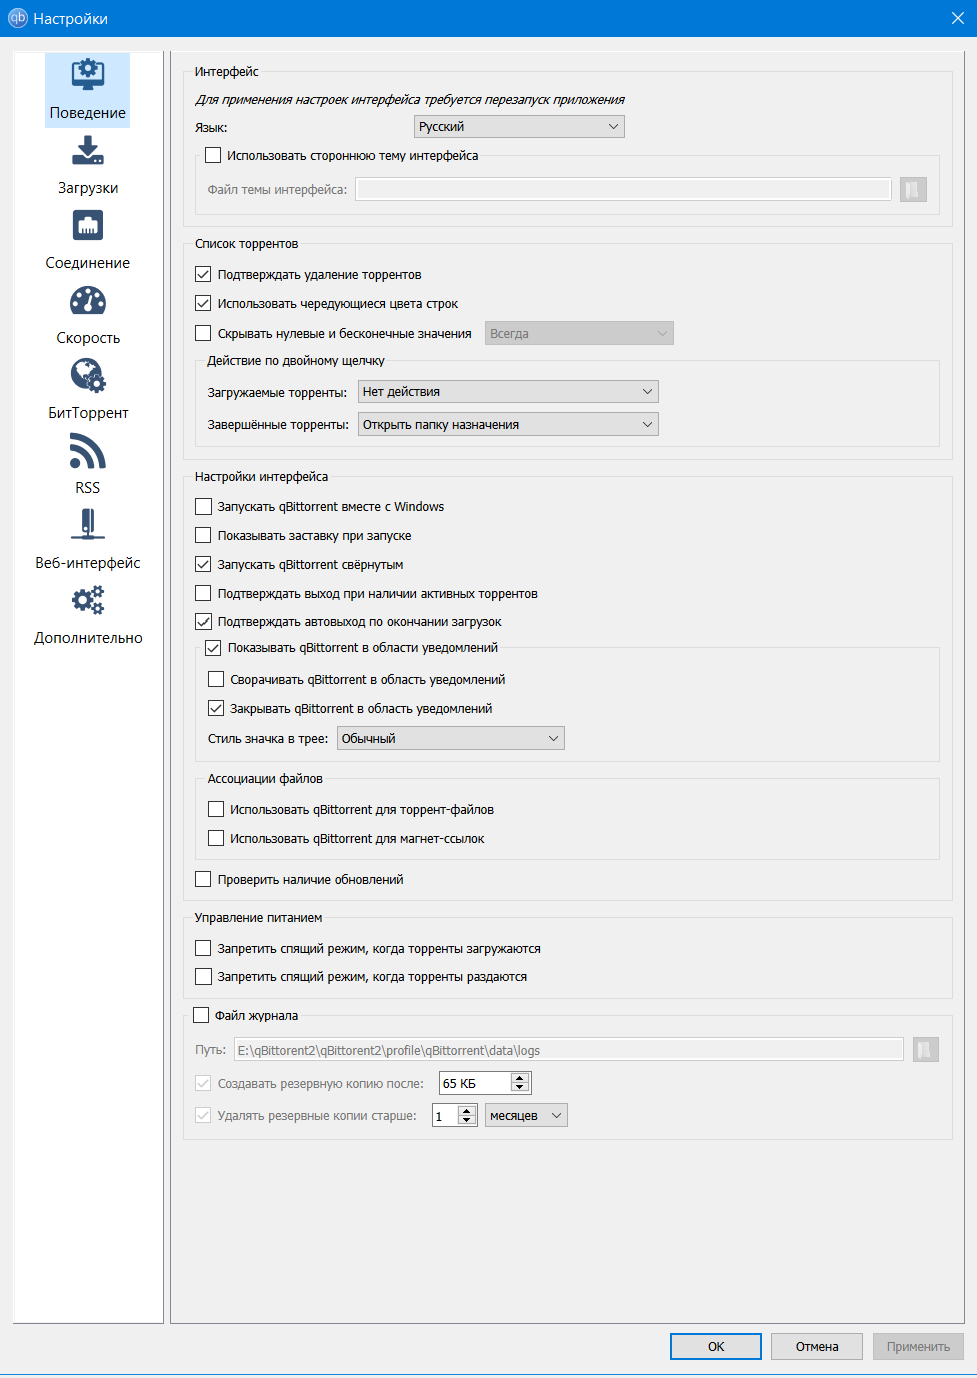 qb Настройки
Поведение
Загрузки
Соединение
Скорость
БитТоррент
RSS
Веб-интерфейс
Дополнительно
Интерфейс
Для применения настроек интерфейса требуется перезапуск приложения
Язык: Русский
Использовать стороннюю тему интерфейса
Файл темы интерфейса:
Список торрентов
Подтверждать удаление торрентов
Использовать чередующиеся цвета строк
Скрывать нулевые и бесконечные значения Всегда
Действие по двойному щелчку
Загружаемые торренты: Нет действия
Завершённые торренты: Открыть папку назначения
Настройки интерфейса
Запускать qBittorrent вместе с Windows
Показывать заставку при запуске
Запускать qBittorrent свёрнутым
Подтверждать выход при наличии активных торрентов
Подтверждать автовыход по окончании загрузок
Показывать qBittorrent в области уведомлений
Сворачивать qBittorrent в область уведомлений
Закрывать qBittorrent в область уведомлений
Стиль значка в трее: Обычный
Ассоциации файлов
Использовать qBittorrent для торрент-файлов
Использовать qBittorrent для магнет-ссылок
Проверить наличие обновлений
Управление питанием
Запретить спящий режим, когда торренты загружаются
Запретить спящий режим, когда торренты раздаются
Файл журнала
Путь: E:\qBittorent2\qBittorent2\profile\qBittorrent\data\logs
Создавать резервную копию после: 65 КБ
Удалять резервные копии старше: 1 месяцев
OK Отмена Применить